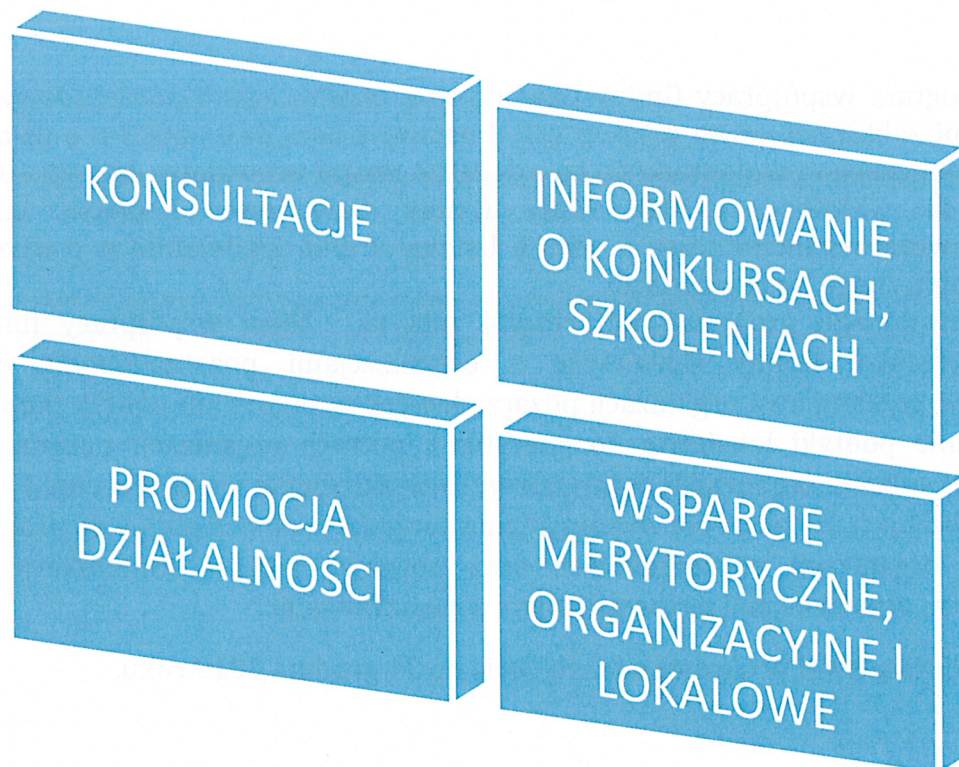 KONSULTACJE
INFORMOWANIE
O KONKURSACH,
SZKOLENIACH
PROMOCJA
DZIAŁALNOŚCI
WSPARCIE
MERYTORYCZNE,
ORGANIZACYJNE I
LOKALOWE